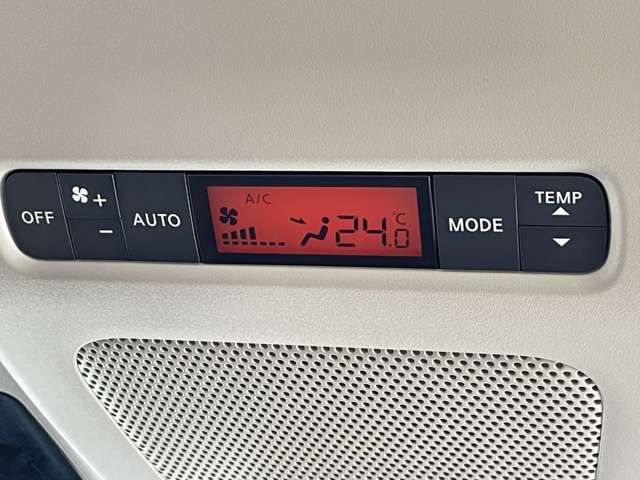 OFF
+
-
AUTO
A/C
24.0 °C
MODE
TEMP